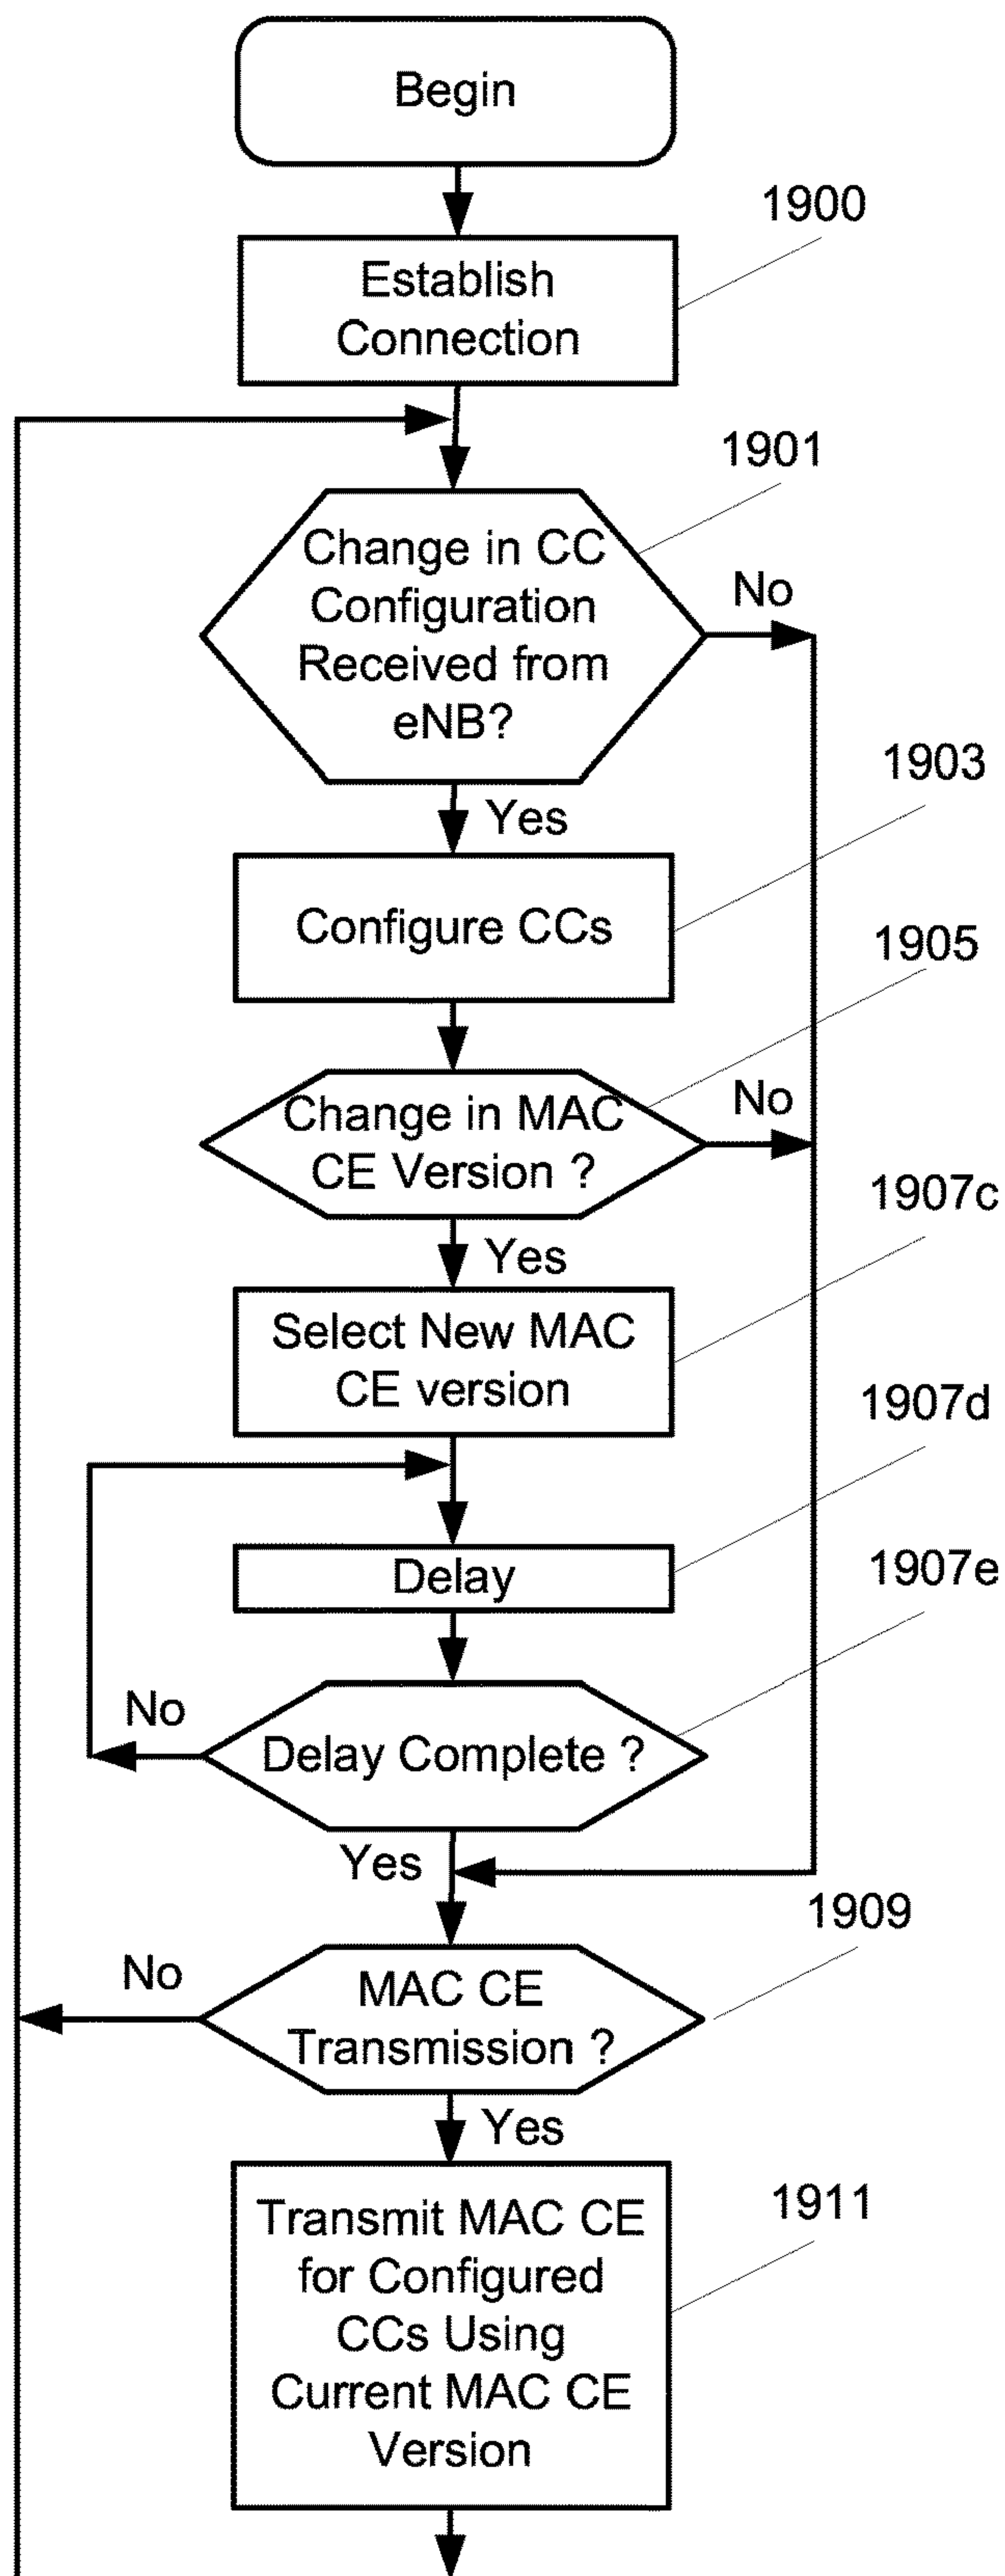 Begin
1900
Establish
Connection
1901
Change in CC
Configuration
Received from
eNB?
No
1903
Yes
Configure CCs
1905
Change in MAC
CE Version ?
No
1907c
Yes
Select New MAC
CE version
1907d
Delay
1907e
No
Delay Complete ?
Yes
1909
No
MAC CE
Transmission ?
Yes
1911
Transmit MAC CE
for Configured
CCs Using
Current MAC CE
Version